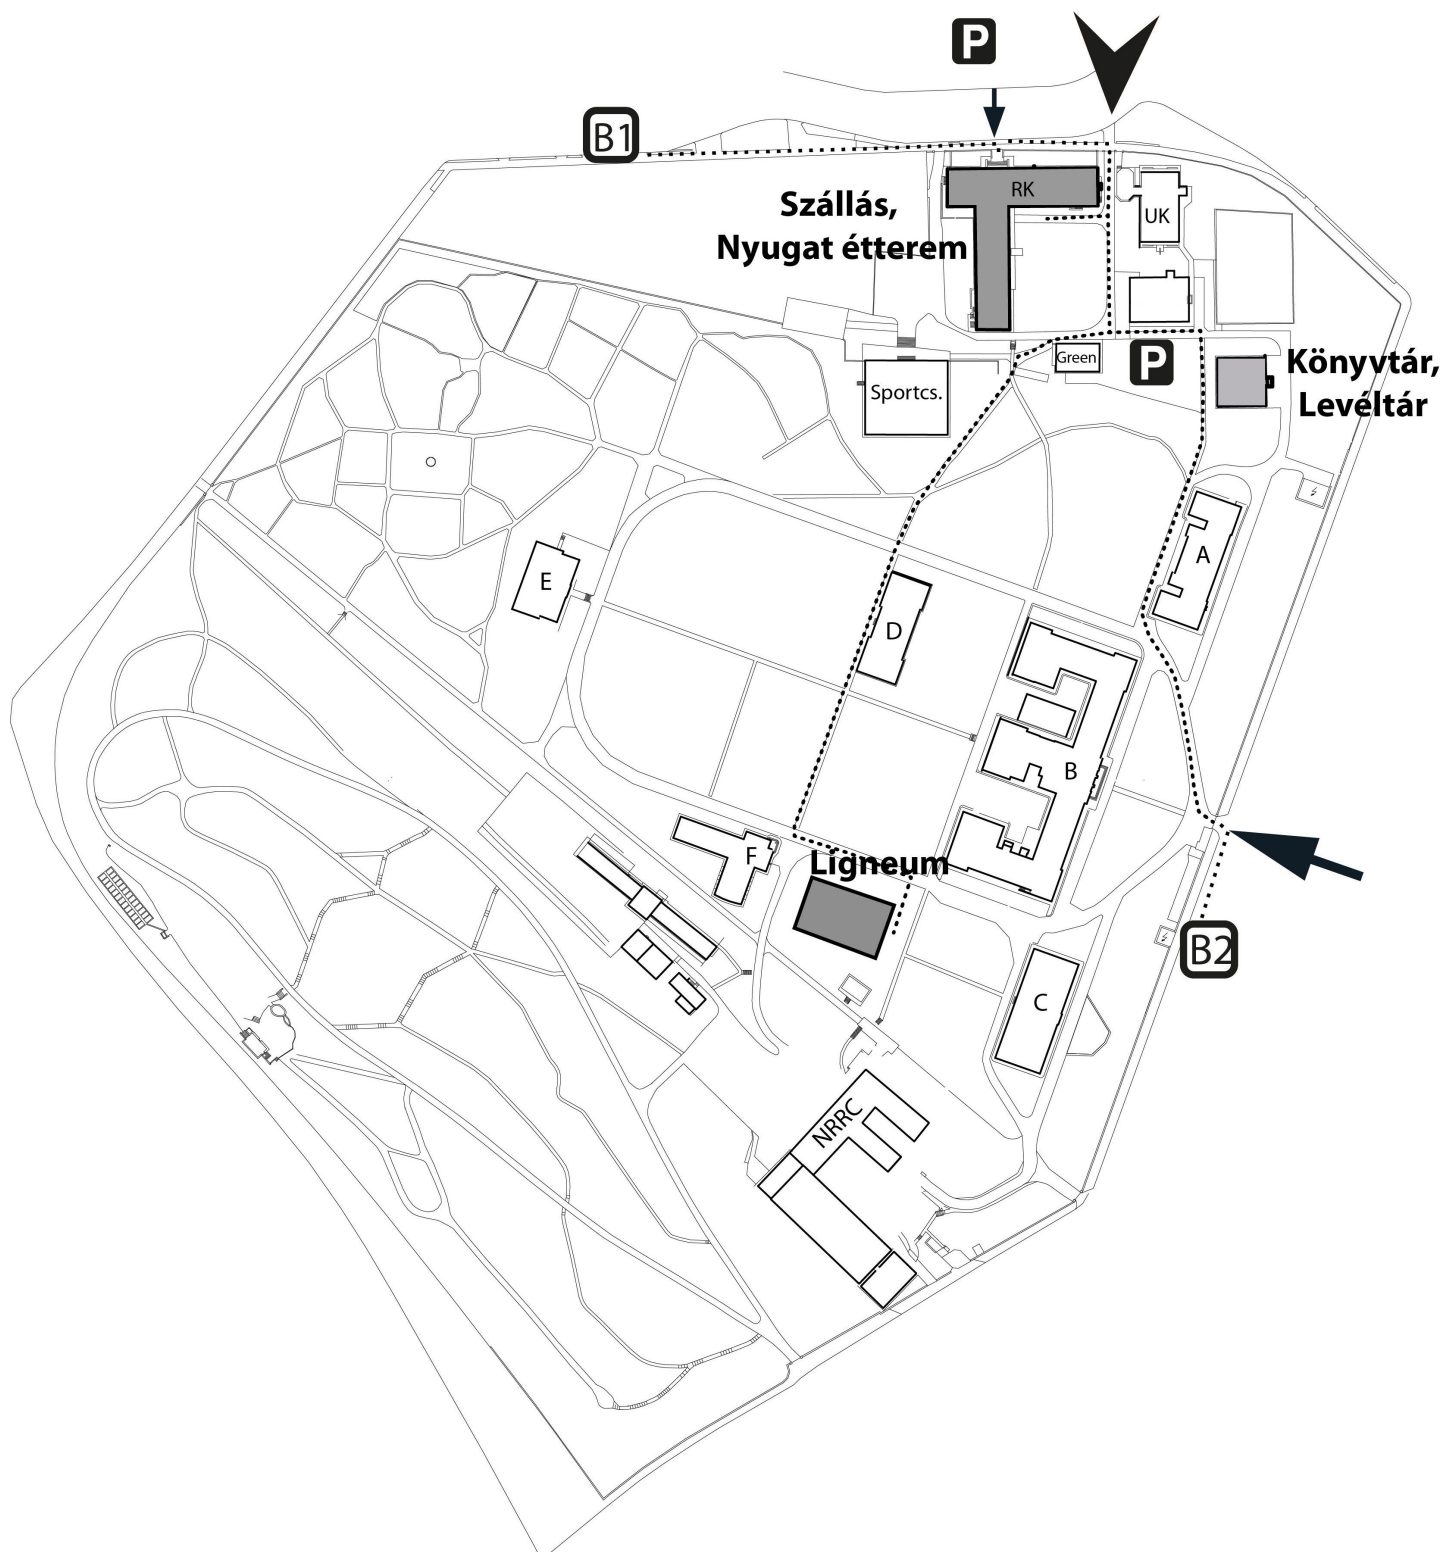 P
B1
RK
Szállás,
Nyugat étterem
UK
Green
P
Könyvtár,
Levéltár
Sportcs.
A
E
D
B
F
Ligneum
B2
C
NRRC